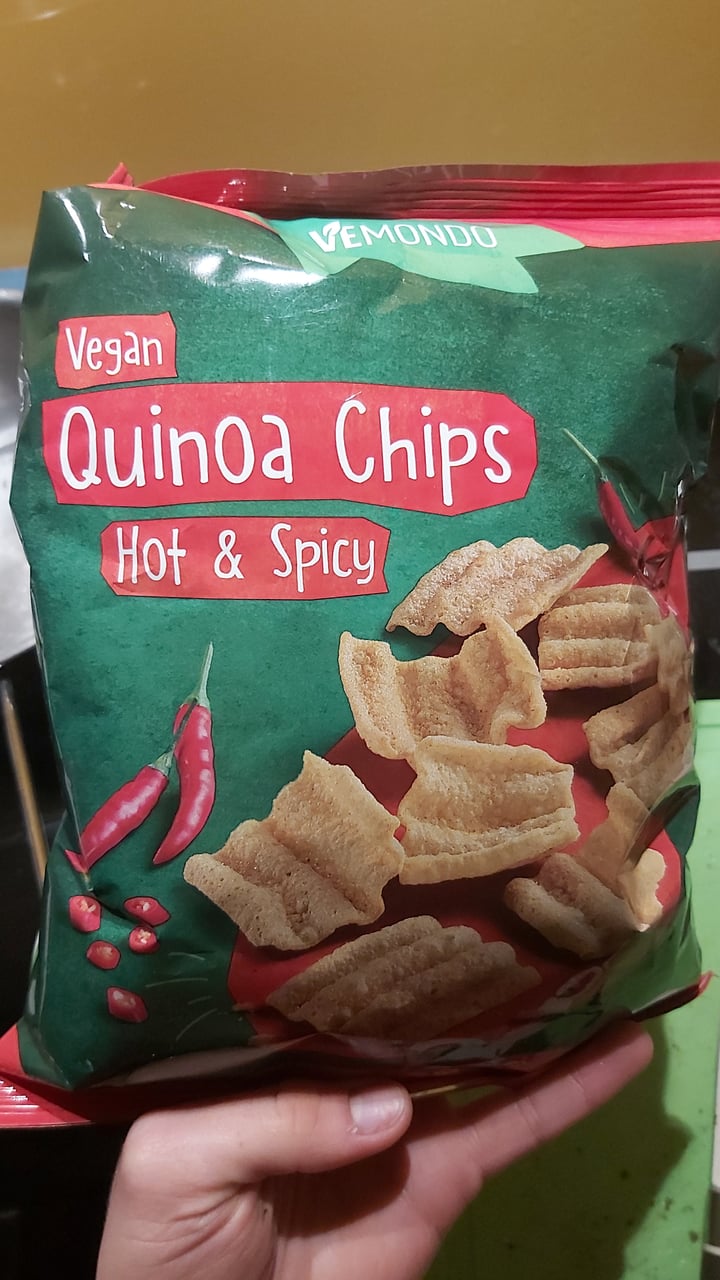 VEMONDO
Vegan
Quinoa Chips
Hot & Spicy